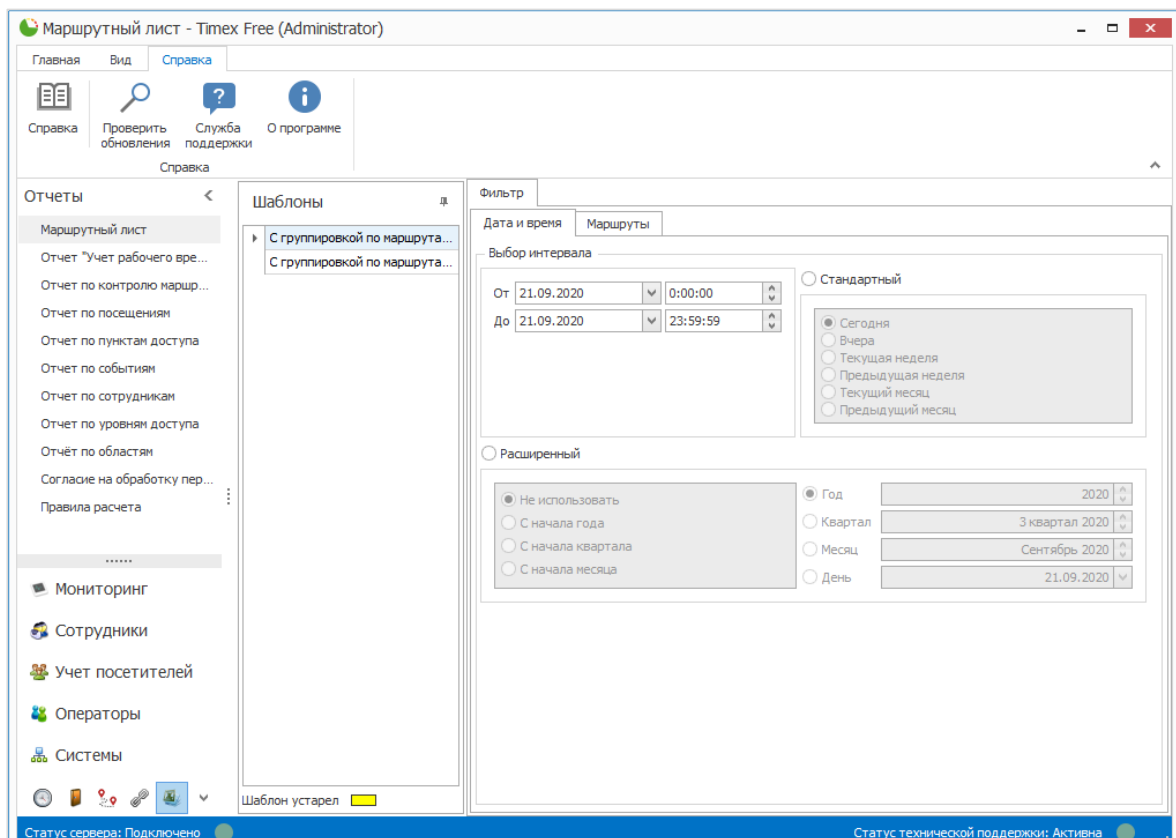 Маршрутный лист - Timex Free (Administrator)
Главная Вид Справка
Справка
Проверить обновления
Служба поддержки
О программе
Справка
Отчеты
Маршрутный лист
Отчет "Учет рабочего вре...
Отчет по контролю маршр...
Отчет по посещениям
Отчет по пунктам доступа
Отчет по событиям
Отчет по сотрудникам
Отчет по уровням доступа
Отчёт по областям
Согласие на обработку пер...
Правила расчета
Мониторинг
Сотрудники
Учет посетителей
Операторы
Системы
Шаблоны
С группировкой по маршрута...
С группировкой по маршрута...
Шаблон устарел
Фильтр
Дата и время Маршруты
Выбор интервала
От 21.09.2020 0:00:00
До 21.09.2020 23:59:59
Стандартный
Сегодня
Вчера
Текущая неделя
Предыдущая неделя
Текущий месяц
Предыдущий месяц
Расширенный
Не использовать
С начала года
С начала квартала
С начала месяца
Год 2020
Квартал 3 квартал 2020
Месяц Сентябрь 2020
День 21.09.2020
Статус сервера: Подключено
Статус технической поддержки: Активна